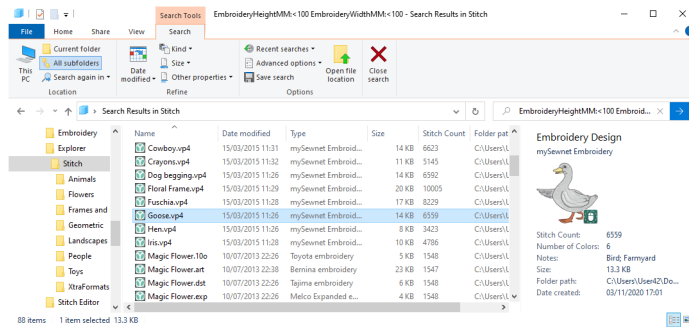 Search Tools
EmbroideryHeightMM:<100 EmbroideryWidthMM:<100 - Search Results in Stitch
File Home Share View Search
This PC
Current folder
All subfolders
Search again in
Location
Date modified
Kind
Size
Other properties
Refine
Recent searches
Advanced options
Save search
Open file location
Options
Close search
Search Results in Stitch
EmbroideryHeightMM:<100 Embroid...
Embroidery
Explorer
Stitch
Animals
Flowers
Frames and
Geometric
Landscapes
People
Toys
XtraFormats
Stitch Editor
Name Date modified Type Size Stitch Count Folder pat
Cowboy.vp4 15/03/2015 11:31 mySewnet Embroid... 14 KB 6623 C:\Users\L
Crayons.vp4 15/03/2015 11:32 mySewnet Embroid... 11 KB 5145 C:\Users\L
Dog begging.vp4 15/03/2015 11:26 mySewnet Embroid... 14 KB 6592 C:\Users\L
Floral Frame.vp4 15/03/2015 11:29 mySewnet Embroid... 20 KB 10005 C:\Users\L
Fuschia.vp4 15/03/2015 11:28 mySewnet Embroid... 17 KB 8229 C:\Users\L
Goose.vp4 15/03/2015 11:26 mySewnet Embroid... 14 KB 6559 C:\Users\L
Hen.vp4 15/03/2015 11:26 mySewnet Embroid... 8 KB 3423 C:\Users\L
Iris.vp4 15/03/2015 11:28 mySewnet Embroid... 10 KB 4786 C:\Users\L
Magic Flower.10o 10/07/2013 22:26 Toyota embroidery 5 KB 1548 C:\Users\L
Magic Flower.art 10/07/2013 22:38 Bernina embroidery 23 KB 1547 C:\Users\L
Magic Flower.dst 10/07/2013 22:26 Tajima embroidery 6 KB 1548 C:\Users\L
Magic Flower.exp 10/07/2013 22:26 Melco Expanded e... 4 KB 1548 C:\Users\L
Embroidery Design
mySewnet Embroidery
Stitch Count: 6559
Number of Colors: 6
Notes: Bird; Farmyard
Size: 13.3 KB
Folder path: C:\Users\User42\Do...
Date created: 03/11/2020 17:01
88 items 1 item selected 13.3 KB